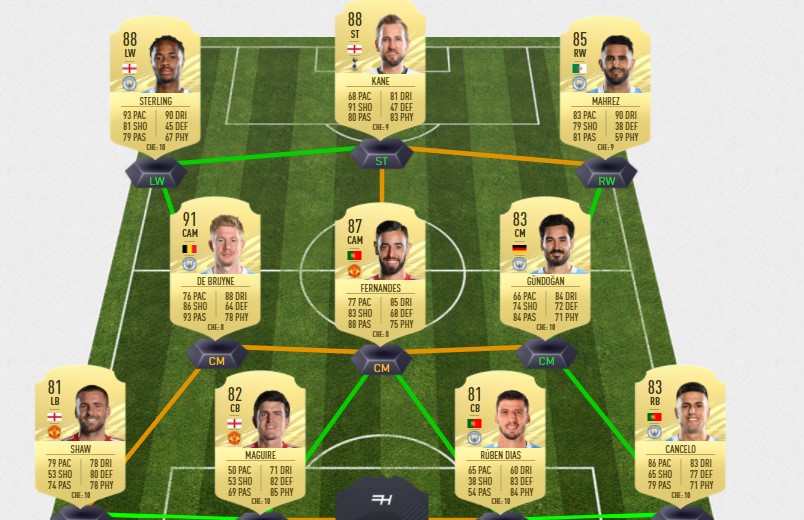 88
LW
STERLING
93 PAC 90 DRI
81 SHO 45 DEF
79 PAS 67 PHY
CHE: 10
LW
88
ST
KANE
68 PAC 81 DRI
91 SHO 47 DEF
80 PAS 83 PHY
CHE: 9
ST
85
RW
MAHREZ
83 PAC 90 DRI
79 SHO 38 DEF
81 PAS 59 PHY
CHE: 9
RW
91
CAM
DE BRUYNE
76 PAC 88 DRI
86 SHO 64 DEF
93 PAS 78 PHY
CHE: 8
CM
87
CAM
FERNANDES
77 PAC 85 DRI
83 SHO 68 DEF
88 PAS 75 PHY
CHE: 8
CM
83
CM
GÜNDOĞAN
66 PAC 84 DRI
74 SHO 72 DEF
84 PAS 71 PHY
CHE: 10
CM
81
LB
SHAW
79 PAC 78 DRI
53 SHO 80 DEF
74 PAS 78 PHY
CHE: 10
82
CB
MAGUIRE
50 PAC 71 DRI
53 SHO 82 DEF
69 PAS 85 PHY
CHE: 10
81
CB
RÚBEN DIAS
65 PAC 60 DRI
38 SHO 83 DEF
54 PAS 84 PHY
CHE: 10
83
RB
CANCELO
86 PAC 83 DRI
65 SHO 77 DEF
79 PAS 71 PHY
CHE: 10